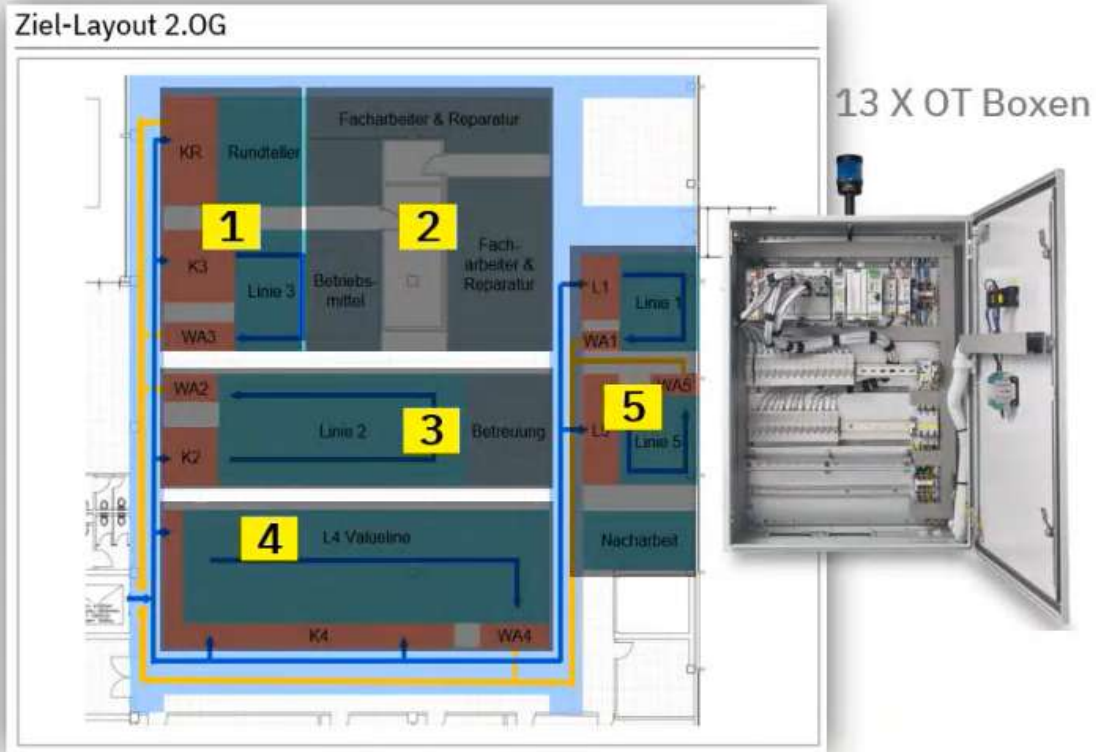 Ziel-Layout 2.OG
13 X OT Boxen
Facharbeiter & Reparatur
KR
Rundteller
1
2
K3
Linie 3
Betriebs-
mittel
Fach-
arbeiter &
Reparatur
WA3
L1
Linie 1
WA1
WA2
WA5
Linie 2
3
Betreuung
5
Linie 5
K2
4
L4 Valueline
Nacharbeit
K4
WA4